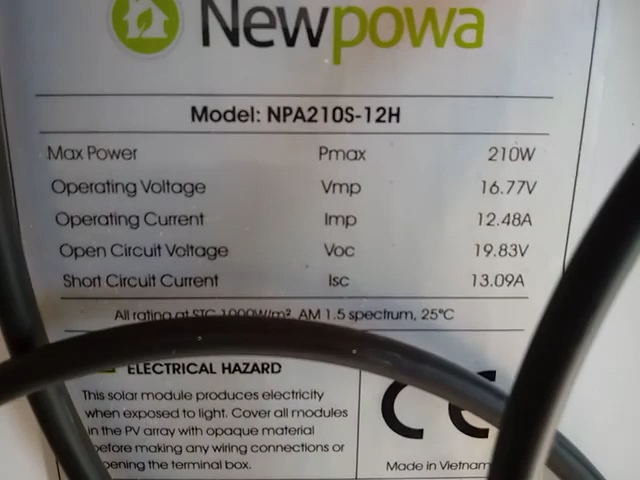 Newpowa
Model: NPA210S-12H
Max Power Pmax 210W
Operating Voltage Vmp 16.77V
Operating Current Imp 12.48A
Open Circuit Voltage Voc 19.83V
Short Circuit Current Isc 13.09A
All rating at STC 1000W/m², AM 1.5 spectrum, 25°C
ELECTRICAL HAZARD
This solar module produces electricity
when exposed to light. Cover all modules
in the PV array with opaque material
before making any wiring connections or
opening the terminal box.
CE
Made in Vietnam